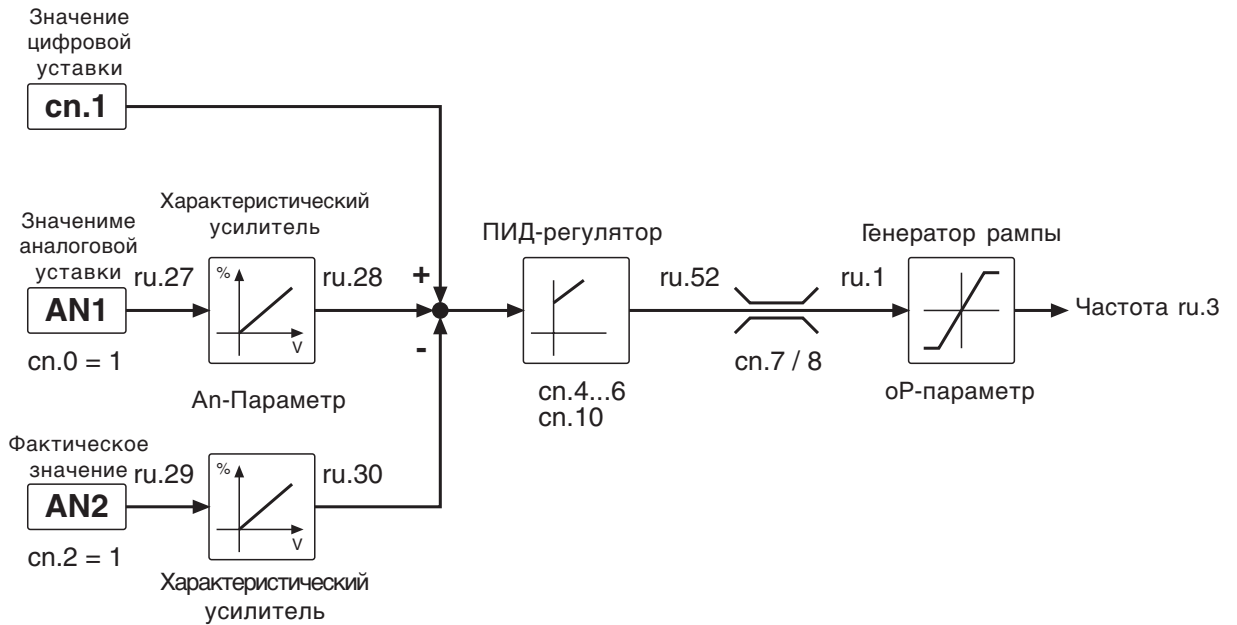 Значение
цифровой
уставки
cn.1
Значениме
аналоговой
уставки
AN1
cn.0 = 1
ru.27
Характеристический
усилитель
%
V
ru.28
An-Параметр
+
-
ПИД-регулятор
cn.4...6
cn.10
ru.52
cn.7 / 8
ru.1
Генератор рампы
oP-параметр
Частота ru.3
Фактическое
значение
AN2
cn.2 = 1
ru.29
%
V
ru.30
Характеристический
усилитель